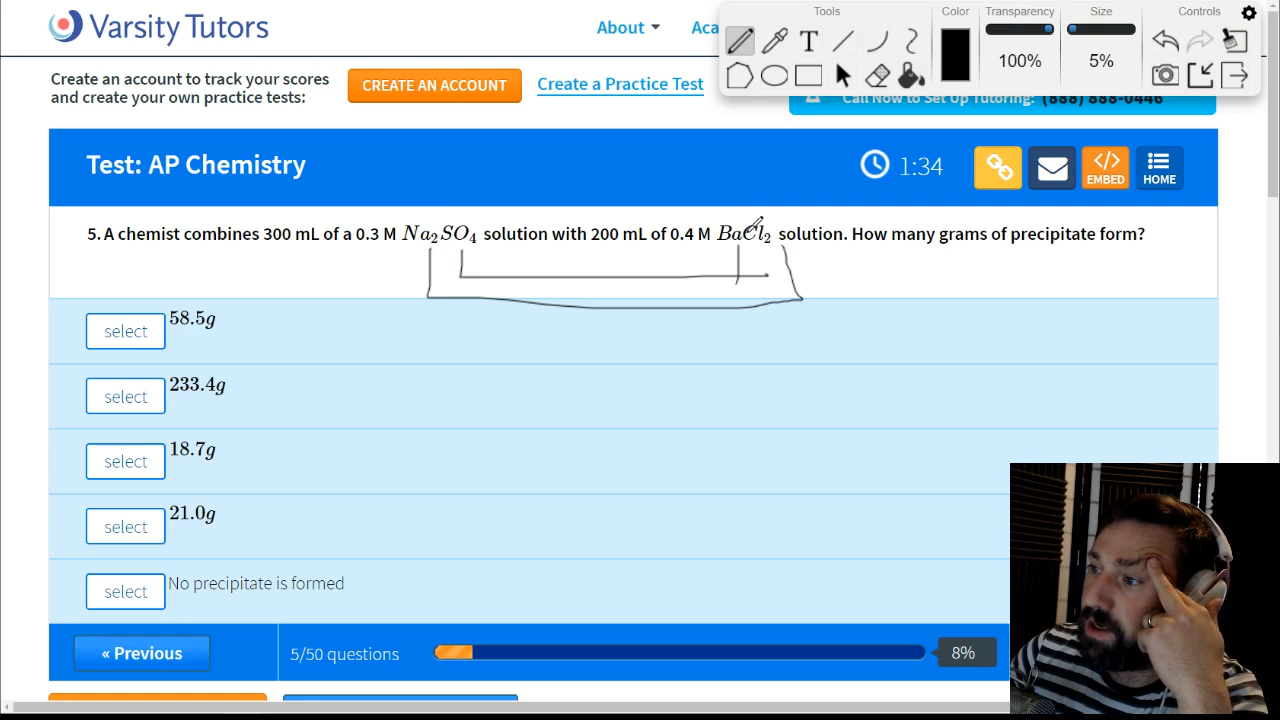 Varsity Tutors
About
Aca
Tools
Color
Transparency
100%
Size
5%
Controls
Create an account to track your scores
and create your own practice tests:
CREATE AN ACCOUNT
Create a Practice Test
Call Now to Set Up Tutoring: (888) 888-0446
Test: AP Chemistry
1:34
EMBED
HOME
5. A chemist combines 300 mL of a 0.3 M Na₂SO₄ solution with 200 mL of 0.4 M BaCl₂ solution. How many grams of precipitate form?
select 58.5g
select 233.4g
select 18.7g
select 21.0g
select No precipitate is formed
« Previous
5/50 questions
8%